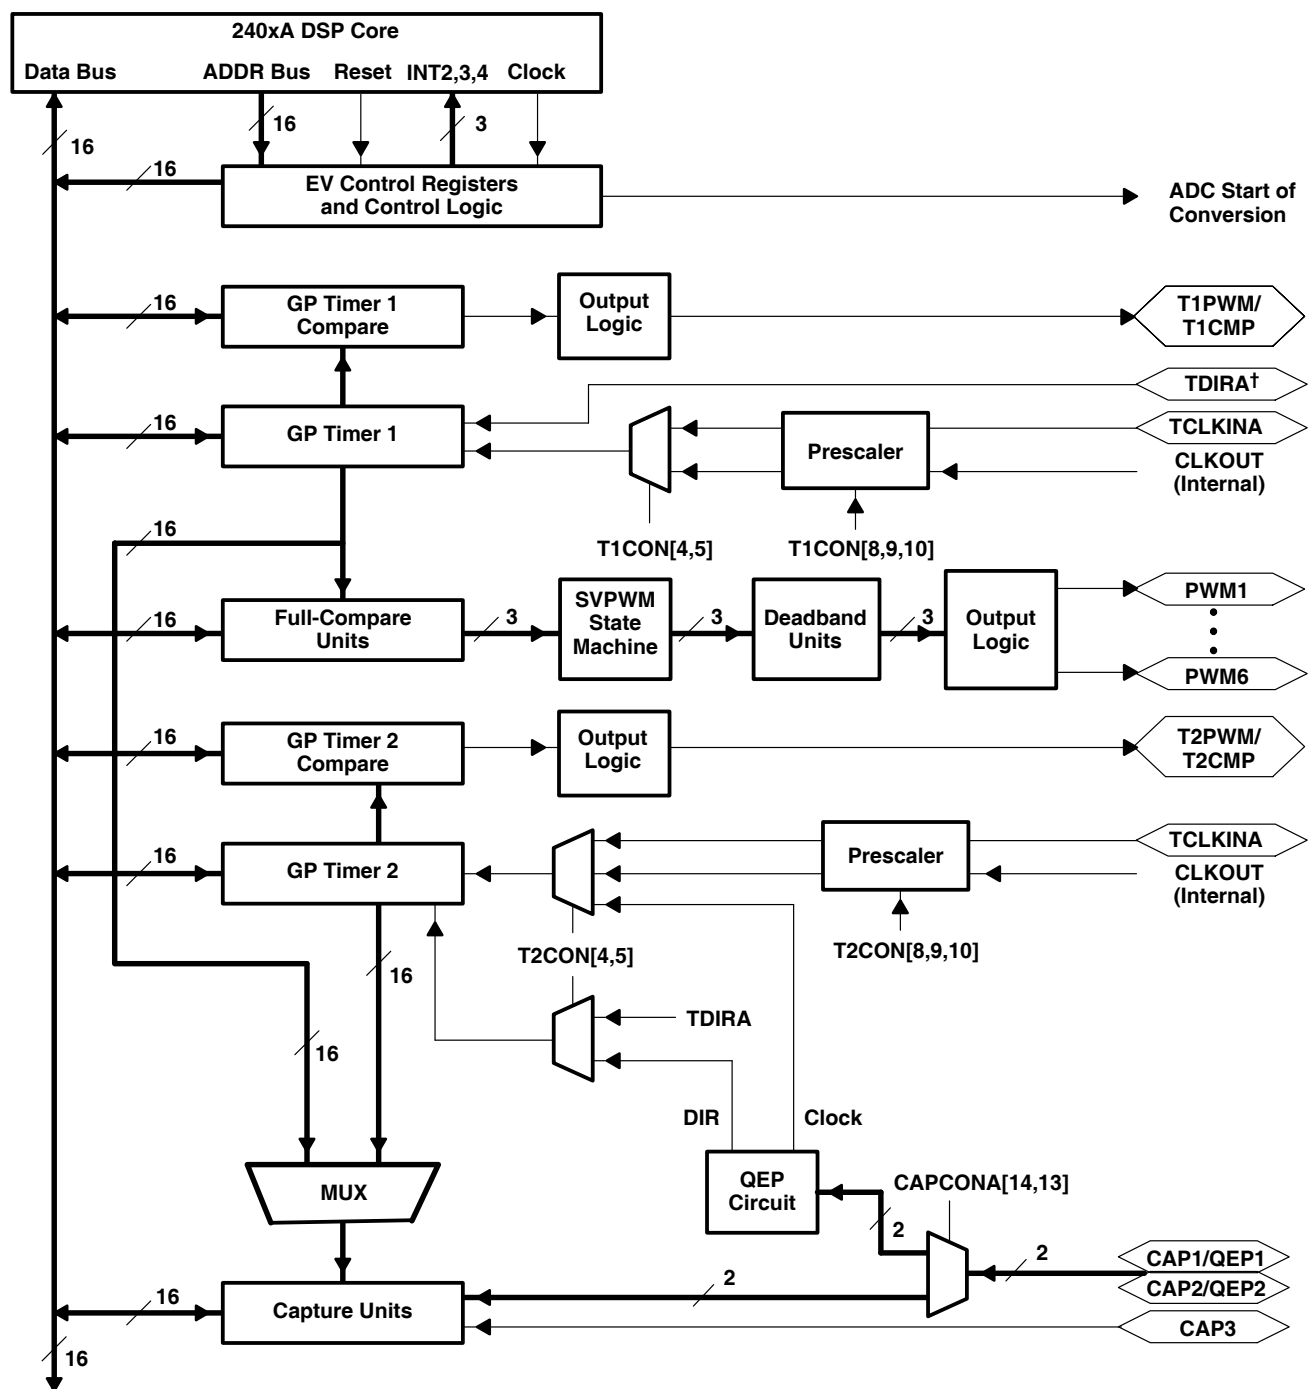 240xA DSP Core
Data Bus ADDR Bus Reset INT2,3,4 Clock
16 16 3
16
EV Control Registers
and Control Logic
ADC Start of
Conversion
16
GP Timer 1
Compare
Output
Logic
T1PWM/
T1CMP
TDIRA†
16
GP Timer 1
Prescaler
TCLKINA
CLKOUT
(Internal)
16
T1CON[4,5]
T1CON[8,9,10]
16
Full-Compare
Units
3
SVPWM
State
Machine
3
Deadband
Units
3
Output
Logic
PWM1
PWM6
16
GP Timer 2
Compare
Output
Logic
T2PWM/
T2CMP
16
GP Timer 2
Prescaler
TCLKINA
CLKOUT
(Internal)
16
T2CON[4,5]
T2CON[8,9,10]
16
TDIRA
DIR
Clock
MUX
QEP
Circuit
CAPCONA[14,13]
2
2
CAP1/QEP1
CAP2/QEP2
16
Capture Units
2
CAP3
16